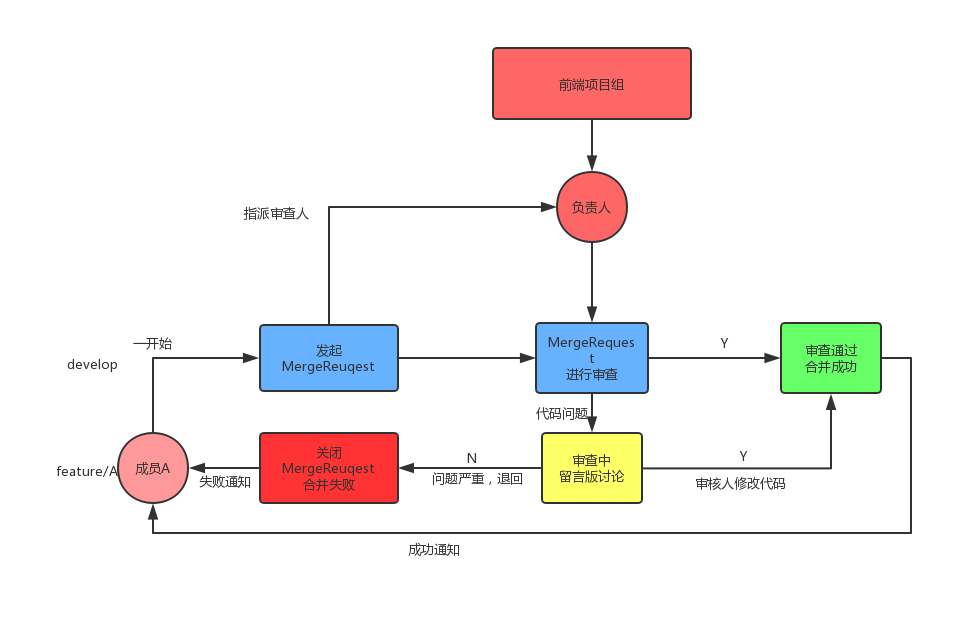 前端项目组
负责人
指派审查人
一开始
develop
发起
MergeReuqest
MergeReques
t
进行审查
Y
审查通过
合并成功
代码问题
feature/A
成员A
失败通知
关闭
MergeReuqest
合并失败
N
问题严重，退回
审查中
留言版讨论
Y
审核人修改代码
成功通知